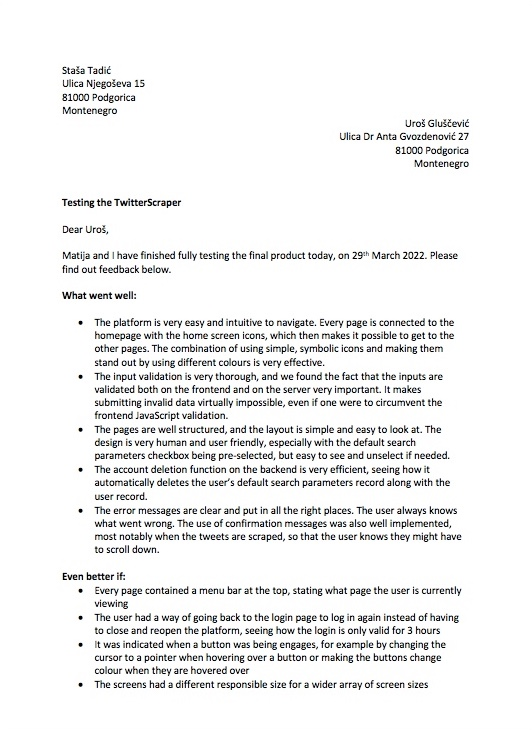 Staša Tadić
Ulica Njegoševa 15
81000 Podgorica
Montenegro
Uroš Gluščević
Ulica Dr Anta Gvozdenović 27
81000 Podgorica
Montenegro
Testing the TwitterScraper
Dear Uroš,
Matija and I have finished fully testing the final product today, on 29th March 2022. Please
find out feedback below.
What went well:
• The platform is very easy and intuitive to navigate. Every page is connected to the
homepage with the home screen icons, which then makes it possible to get to the
other pages. The combination of using simple, symbolic icons and making them
stand out by using different colours is very effective.
• The input validation is very thorough, and we found the fact that the inputs are
validated both on the frontend and on the server very important. It makes
submitting invalid data virtually impossible, even if one were to circumvent the
frontend JavaScript validation.
• The pages are well structured, and the layout is simple and easy to look at. The
design is very human and user friendly, especially with the default search
parameters checkbox being pre-selected, but easy to see and unselect if needed.
• The account deletion function on the backend is very efficient, seeing how it
automatically deletes the user's default search parameters record along with the
user record.
• The error messages are clear and put in all the right places. The user always knows
what went wrong. The use of confirmation messages was also well implemented,
most notably when the tweets are scraped, so that the user knows they might have
to scroll down.
Even better if:
• Every page contained a menu bar at the top, stating what page the user is currently
viewing
• The user had a way of going back to the login page to log in again instead of having
to close and reopen the platform, seeing how the login is only valid for 3 hours
• It was indicated when a button was being engages, for example by changing the
cursor to a pointer when hovering over a button or making the buttons change
colour when they are hovered over
• The screens had a different responsible size for a wider array of screen sizes